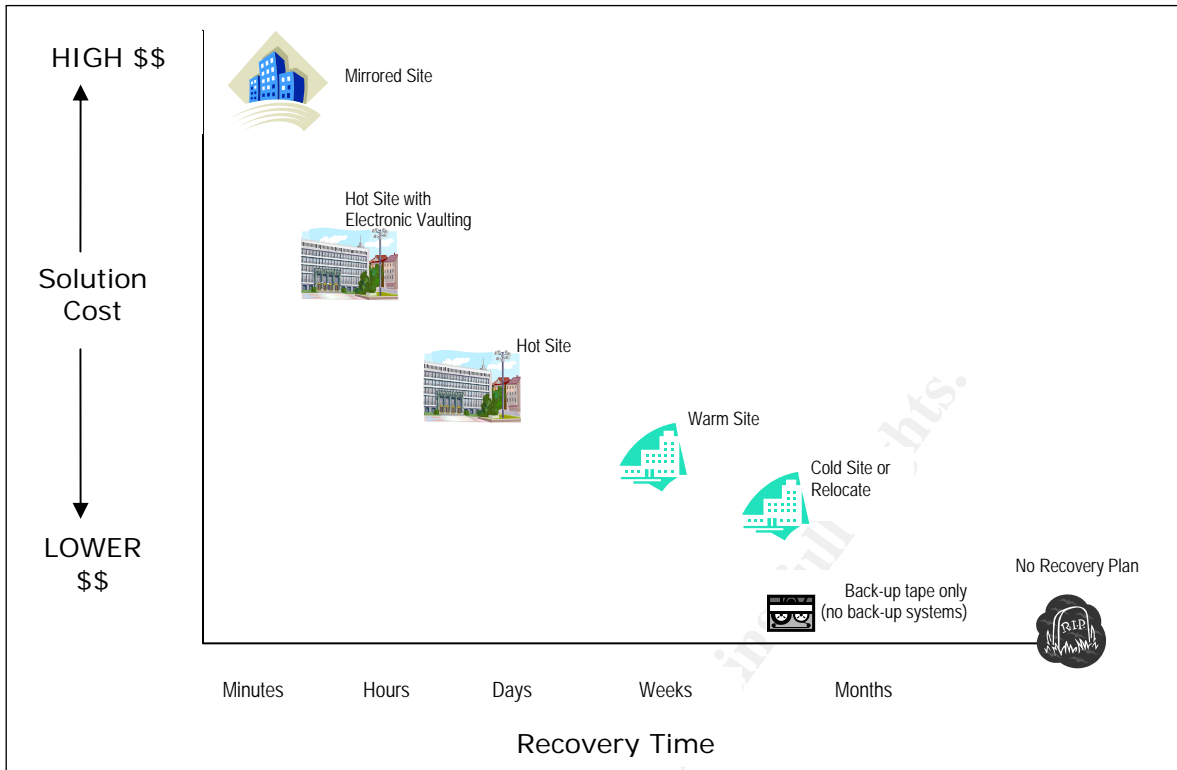 HIGH $$
Mirrored Site
Hot Site with
Electronic Vaulting
Solution
Cost
Hot Site
Warm Site
Cold Site or
Relocate
LOWER
$$
No Recovery Plan
Back-up tape only
(no back-up systems)
R.I.P
Minutes
Hours
Days
Weeks
Months
Recovery Time